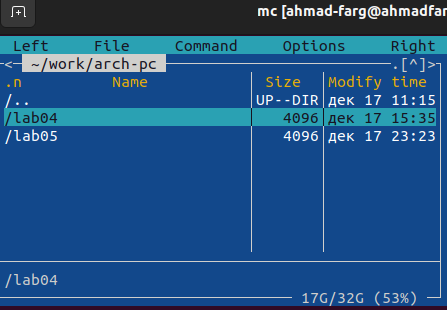 mc [ahmad-farg@ahmadfar
Left File Command Options Right
<─ ~/work/arch-pc .[^]>
.n Name Size Modify time
/.. UP--DIR дек 17 11:15
/lab04 4096 дек 17 15:35
/lab05 4096 дек 17 23:23
/lab04
17G/32G (53%)